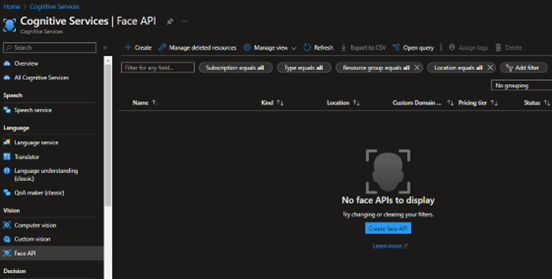 Home > Cognitive Services >
Cognitive Services | Face API
Cognitive Services
Search
Create
Manage deleted resources
Manage view
Refresh
Export to CSV
Open query
Assign tags
Delete
Overview
All Cognitive Services
Speech
Speech service
Language
Language service
Translator
Language understanding
(classic)
QnA maker (classic)
Vision
Computer vision
Custom vision
Face API
Decision
Filter for any field...
Subscription equals all
Type equals all
Resource group equals all
Location equals all
Add filter
No grouping
Name
Kind
Location
Custom Domain ...
Pricing tier
Status
No face APIs to display
Try changing or clearing your filters.
Create face API
Learn more